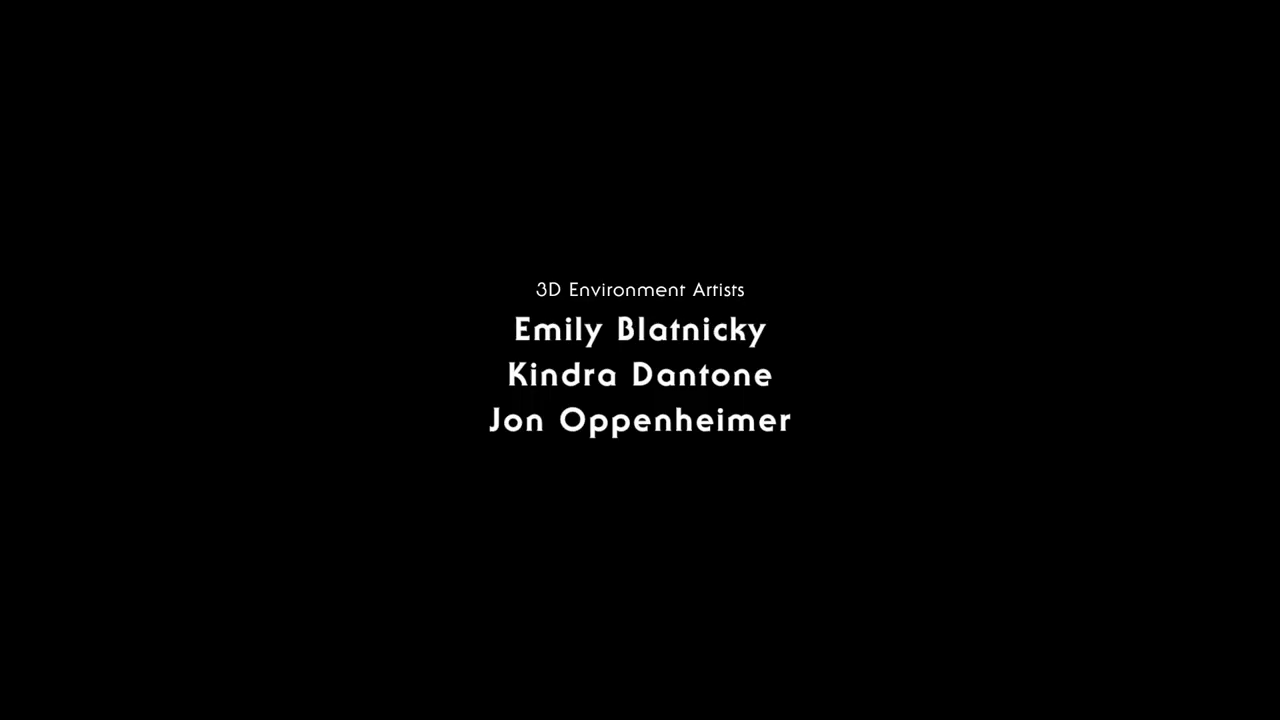 3D Environment Artists
Emily Blatnicky
Kindra Dantone
Jon Oppenheimer